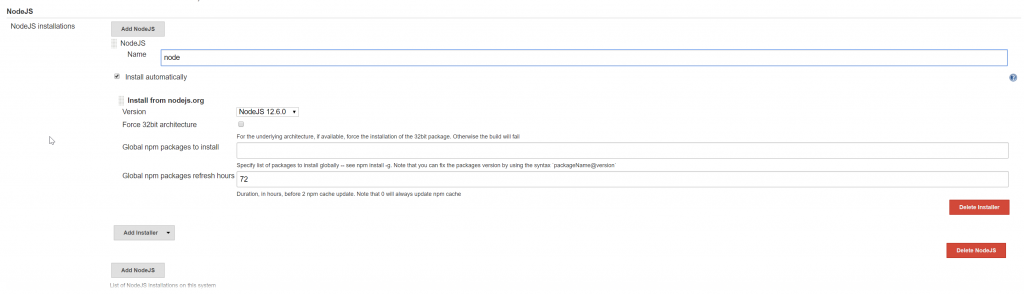 NodeJS
NodeJS installations
Add NodeJS
NodeJS
Name
node
Install automatically
Install from nodejs.org
Version
NodeJS 12.6.0
Force 32bit architecture
For the underlying architecture, if available, force the installation of the 32bit package. Otherwise the build will fail
Global npm packages to install
Specify list of packages to install globally -- see npm install -g. Note that you can fix the packages version by using the syntax `packageName@version`
Global npm packages refresh hours
72
Duration, in hours, before 2 npm cache update. Note that 0 will always update npm cache
Delete Installer
Add Installer
Delete NodeJS
Add NodeJS
List of NodeJS installations on this system